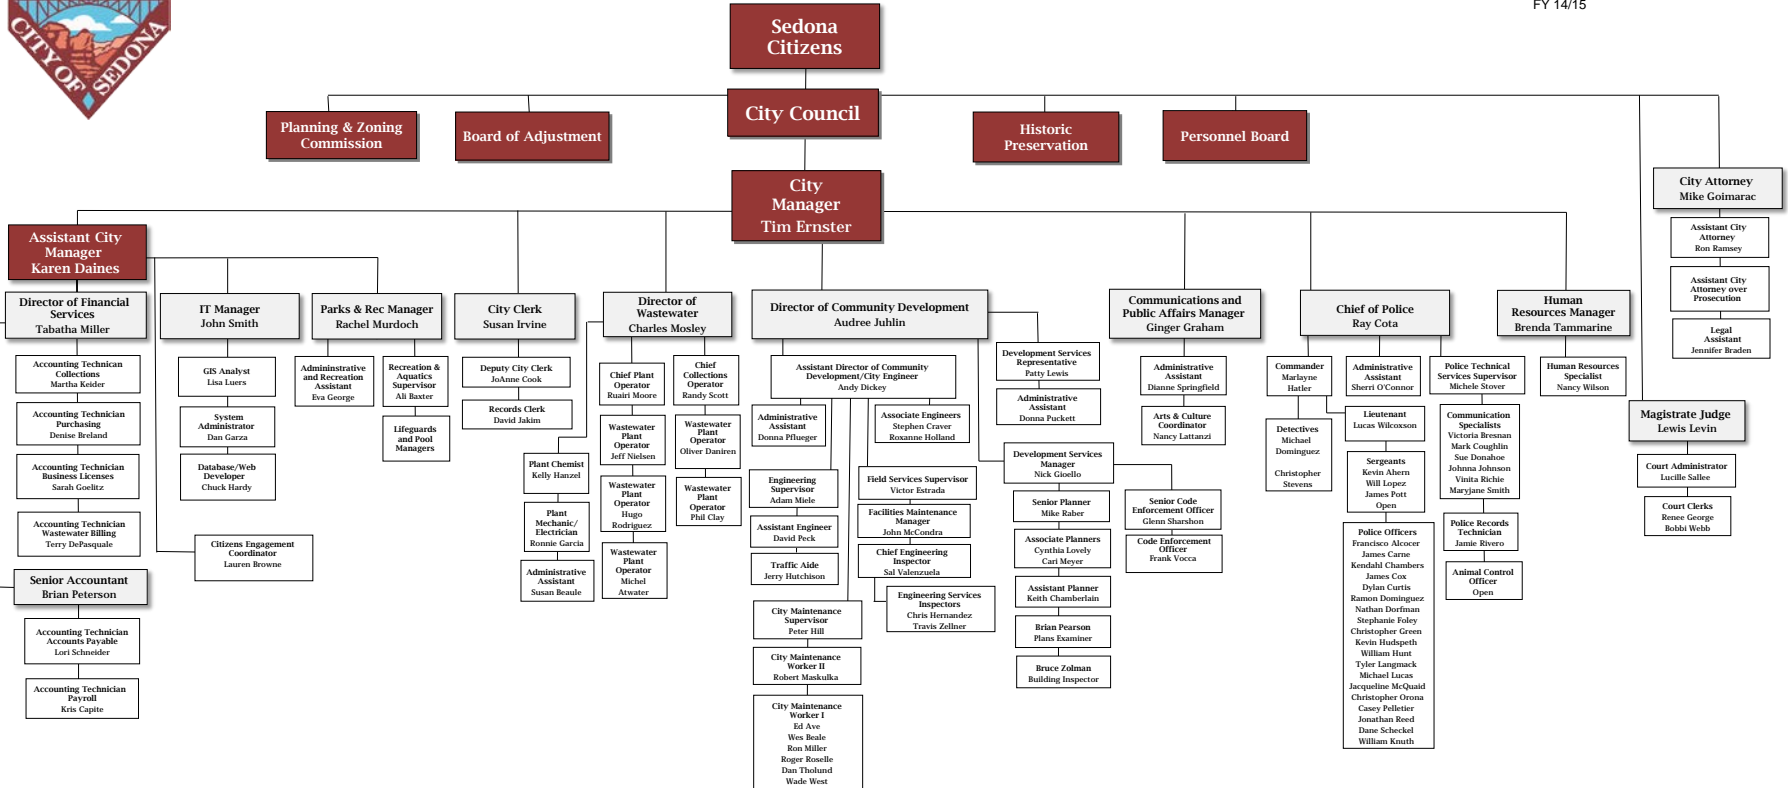 CITY OF SEDONA
FY 14/15
Sedona
Citizens
City Council
Planning & Zoning
Commission
Board of Adjustment
Historic
Preservation
Personnel Board
City
Manager
Tim Ernster
City Attorney
Mike Goimarac
Assistant City
Attorney
Ron Ramsey
Assistant City
Attorney over
Prosecution
Legal
Assistant
Jennifer Braden
Magistrate Judge
Lewis Levin
Court Administrator
Lucille Sallee
Court Clerks
Renee George
Bobbi Webb
Assistant City
Manager
Karen Daines
Director of Financial
Services
Tabatha Miller
Accounting Technician
Collections
Martha Keider
Accounting Technician
Purchasing
Denise Breland
Accounting Technician
Business Licenses
Sarah Goelitz
Accounting Technician
Wastewater Billing
Terry DePasquale
Senior Accountant
Brian Peterson
Accounting Technician
Accounts Payable
Lori Schneider
Accounting Technician
Payroll
Kris Capite
IT Manager
John Smith
GIS Analyst
Lisa Luers
System
Administrator
Dan Garza
Database/Web
Developer
Chuck Hardy
Citizens Engagement
Coordinator
Lauren Browne
Parks & Rec Manager
Rachel Murdoch
Admininstrative
and Recreation
Assistant
Eva George
Recreation &
Aquatics
Supervisor
Ali Baxter
Lifeguards
and Pool
Managers
City Clerk
Susan Irvine
Deputy City Clerk
JoAnne Cook
Records Clerk
David Jakim
Director of
Wastewater
Charles Mosley
Plant Chemist
Kelly Hanzel
Plant
Mechanic/
Electrician
Ronnie Garcia
Administrative
Assistant
Susan Beaule
Chief Plant
Operator
Ruairi Moore
Wastewater
Plant
Operator
Jeff Nielsen
Wastewater
Plant
Operator
Hugo
Rodriguez
Wastewater
Plant
Operator
Michel
Atwater
Chief
Collections
Operator
Randy Scott
Wastewater
Plant
Operator
Oliver Daniren
Wastewater
Plant
Operator
Phil Clay
Director of Community Development
Audree Juhlin
Assistant Director of Community
Development/City Engineer
Andy Dickey
Administrative
Assistant
Donna Pflueger
Associate Engineers
Stephen Craver
Roxanne Holland
Engineering
Supervisor
Adam Miele
Assistant Engineer
David Peck
Traffic Aide
Jerry Hutchison
Field Services Supervisor
Victor Estrada
Facilities Maintenance
Manager
John McCondra
Chief Engineering
Inspector
Sal Valenzuela
Engineering Services
Inspectors
Chris Hernandez
Travis Zellner
City Maintenance
Supervisor
Peter Hill
City Maintenance
Worker II
Robert Maskulka
City Maintenance
Worker I
Ed Ave
Wes Beale
Ron Miller
Roger Roselle
Dan Tholund
Wade West
Development Services
Representative
Patty Lewis
Administrative
Assistant
Donna Puckett
Development Services
Manager
Nick Gioello
Senior Planner
Mike Raber
Associate Planners
Cynthia Lovely
Cari Meyer
Assistant Planner
Keith Chamberlain
Brian Pearson
Plans Examiner
Bruce Zolman
Building Inspector
Senior Code
Enforcement Officer
Glenn Sharshon
Code Enforcement
Officer
Frank Vocca
Communications and
Public Affairs Manager
Ginger Graham
Administrative
Assistant
Dianne Springfield
Arts & Culture
Coordinator
Nancy Lattanzi
Chief of Police
Ray Cota
Commander
Marlayne
Hatler
Detectives
Michael
Dominguez
Christopher
Stevens
Administrative
Assistant
Sherri O'Connor
Lieutenant
Lucas Wilcoxson
Sergeants
Kevin Ahern
Will Lopez
James Pott
Open
Police Officers
Francisco Alcocer
James Carne
Kendahl Chambers
James Cox
Dylan Curtis
Ramon Dominguez
Nathan Dorfman
Stephanie Foley
Christopher Green
Kevin Hudspeth
William Hunt
Tyler Langmack
Michael Lucas
Jacqueline McQuaid
Christopher Orona
Casey Pelletier
Jonathan Reed
Dane Scheckel
William Knuth
Police Technical
Services Supervisor
Michele Stover
Communication
Specialists
Victoria Bresnan
Mark Coughlin
Sue Donahoe
Johnna Johnson
Vinita Richie
Maryjane Smith
Police Records
Technician
Jamie Rivero
Animal Control
Officer
Open
Human
Resources Manager
Brenda Tammarine
Human Resources
Specialist
Nancy Wilson